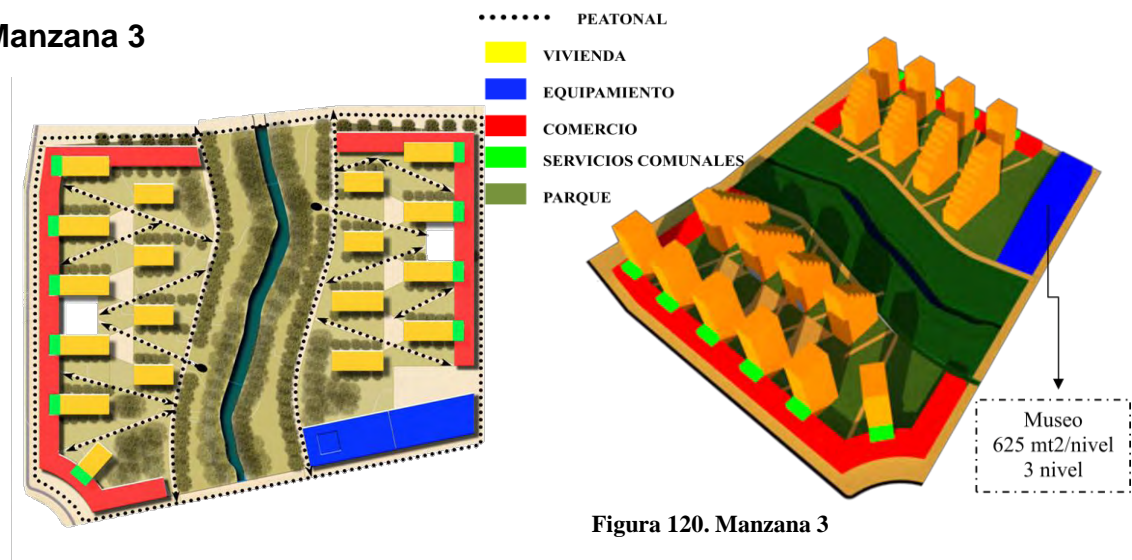 Manzana 3
PEATONAL
VIVIENDA
EQUIPAMIENTO
COMERCIO
SERVICIOS COMUNALES
PARQUE
Museo
625 mt2/nivel
3 nivel
Figura 120. Manzana 3